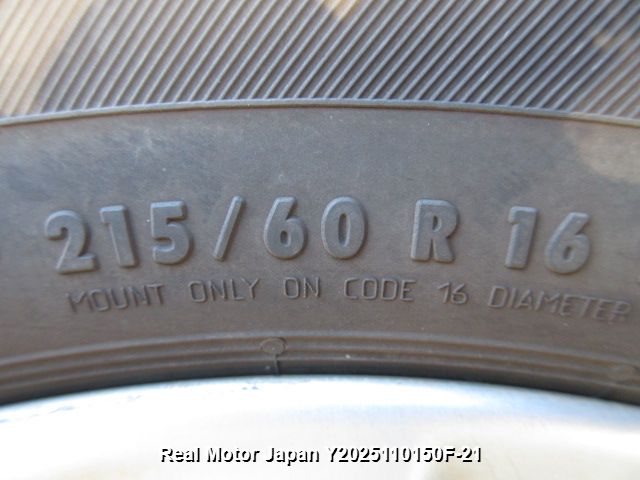 215/60 R 16
MOUNT ONLY ON CODE 16 DIAMETER
Real Motor Japan Y2025110150F-21